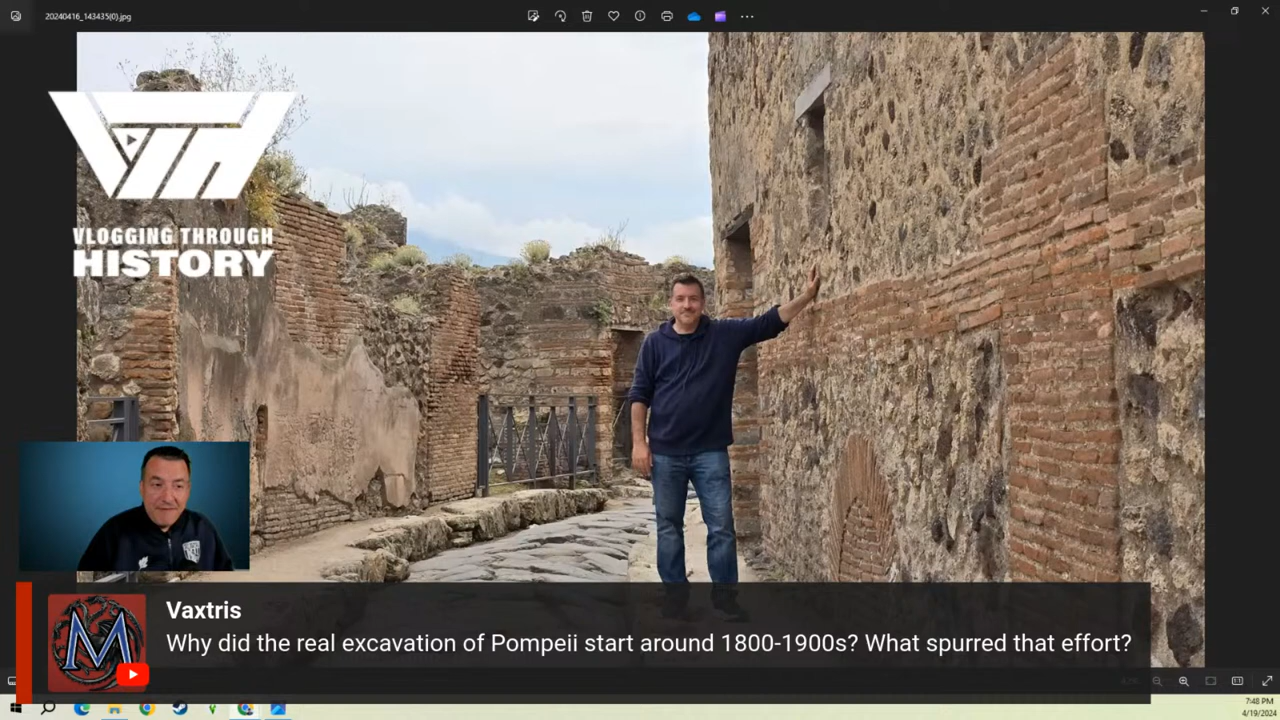 20240416_143435(0).jpg
VTH
VLOGGING THROUGH
HISTORY
M
Vaxtris
Why did the real excavation of Pompeii start around 1800-1900s? What spurred that effort?
7:48 PM
4/19/2024